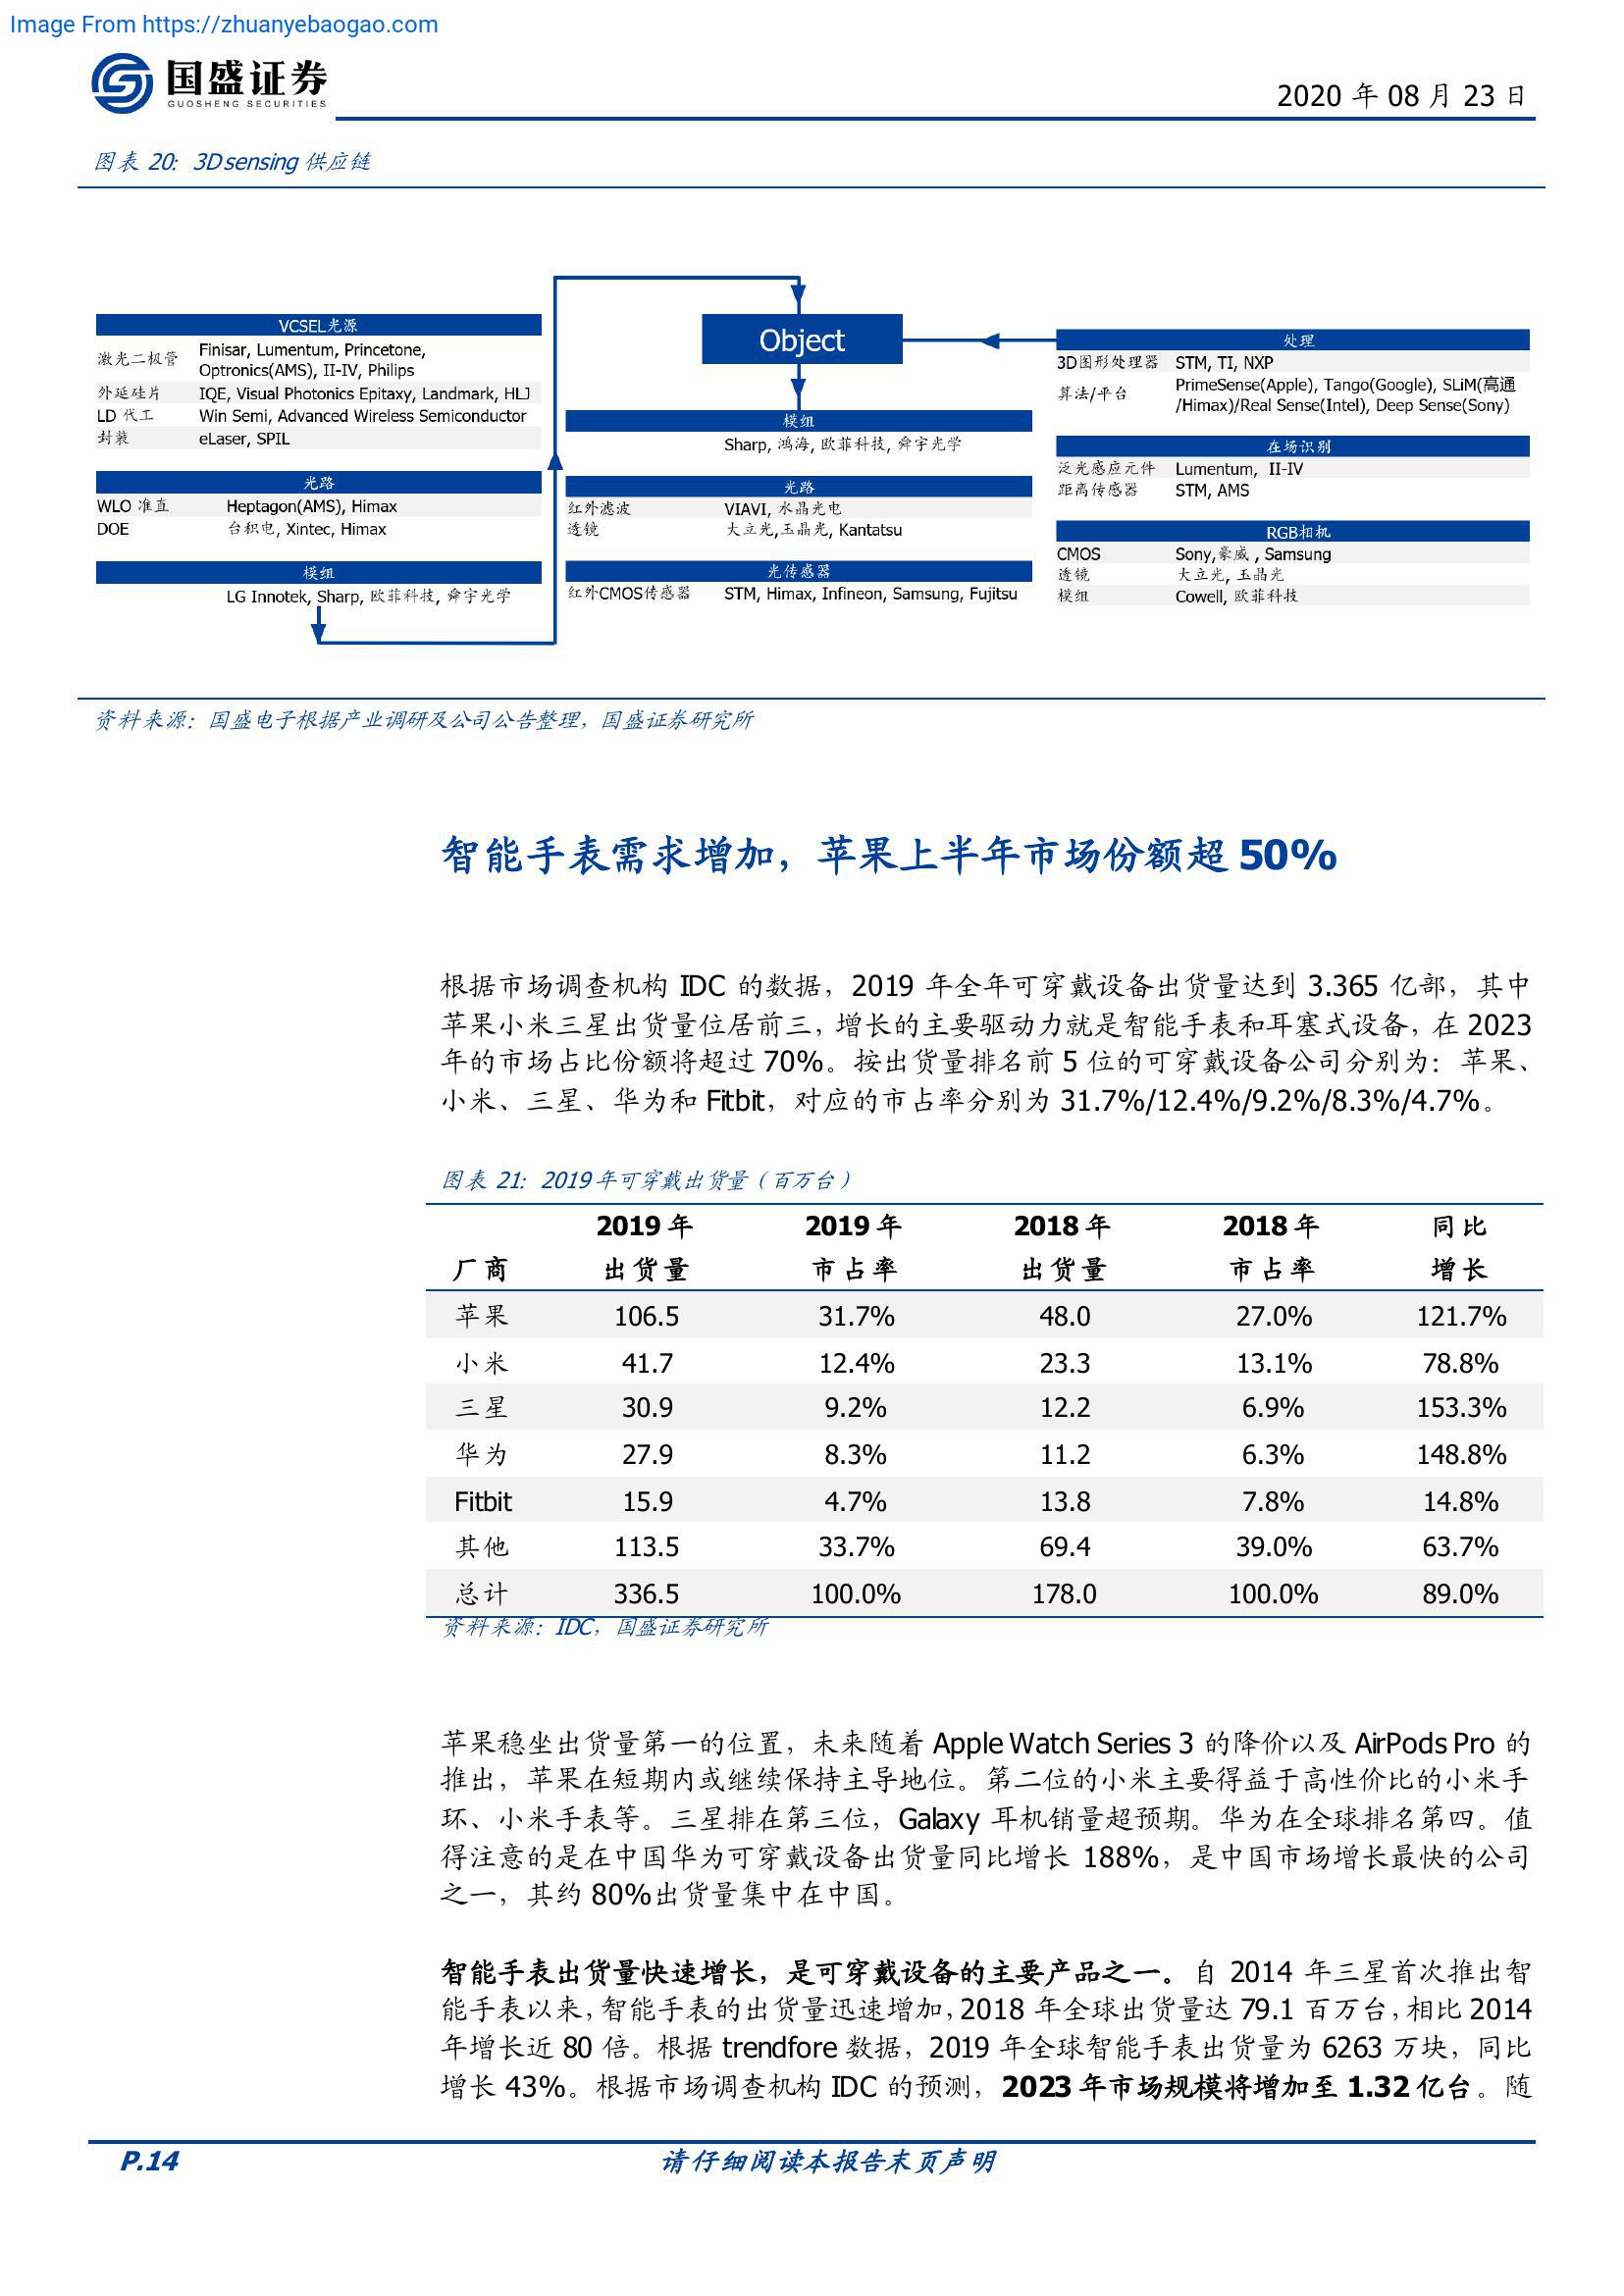 Image From https://zhuanyebaogao.com
国盛证券
GUOSHENG SECURITIES
2020 年 08 月 23 日
图表 20: 3D sensing 供应链
VCSEL光源
激光二极管 Finisar, Lumentum, Princetone,
Optronics(AMS), II-IV, Philips
外延硅片 IQE, Visual Photonics Epitaxy, Landmark, HLJ
LD 代工 Win Semi, Advanced Wireless Semiconductor
封装 eLaser, SPIL
光路
WLO 准直 Heptagon(AMS), Himax
DOE 台积电, Xintec, Himax
模组
LG Innotek, Sharp, 欧菲科技, 舜宇光学
Object
模组
Sharp, 鸿海, 欧菲科技, 舜宇光学
光路
红外滤波 VIAVI, 水晶光电
透镜 大立光,玉晶光, Kantatsu
光传感器
红外CMOS传感器 STM, Himax, Infineon, Samsung, Fujitsu
处理
3D图形处理器 STM, TI, NXP
算法/平台 PrimeSense(Apple), Tango(Google), SLiM(高通
/Himax)/Real Sense(Intel), Deep Sense(Sony)
在场识别
泛光感应元件 Lumentum, II-IV
距离传感器 STM, AMS
RGB相机
CMOS Sony,豪威 , Samsung
透镜 大立光, 玉晶光
模组 Cowell, 欧菲科技
资料来源：国盛电子根据产业调研及公司公告整理，国盛证券研究所
智能手表需求增加，苹果上半年市场份额超 50%
根据市场调查机构 IDC 的数据，2019 年全年可穿戴设备出货量达到 3.365 亿部，其中
苹果小米三星出货量位居前三，增长的主要驱动力就是智能手表和耳塞式设备，在 2023
年的市场占比份额将超过 70%。按出货量排名前 5 位的可穿戴设备公司分别为：苹果、
小米、三星、华为和 Fitbit，对应的市占率分别为 31.7%/12.4%/9.2%/8.3%/4.7%。
图表 21: 2019 年可穿戴出货量（百万台）
2019 年 2019 年 2018 年 2018 年 同比
厂商 出货量 市占率 出货量 市占率 增长
苹果 106.5 31.7% 48.0 27.0% 121.7%
小米 41.7 12.4% 23.3 13.1% 78.8%
三星 30.9 9.2% 12.2 6.9% 153.3%
华为 27.9 8.3% 11.2 6.3% 148.8%
Fitbit 15.9 4.7% 13.8 7.8% 14.8%
其他 113.5 33.7% 69.4 39.0% 63.7%
总计 336.5 100.0% 178.0 100.0% 89.0%
资料来源：IDC，国盛证券研究所
苹果稳坐出货量第一的位置，未来随着 Apple Watch Series 3 的降价以及 AirPods Pro 的
推出，苹果在短期内或继续保持主导地位。第二位的小米主要得益于高性价比的小米手
环、小米手表等。三星排在第三位，Galaxy 耳机销量超预期。华为在全球排名第四。值
得注意的是在中国华为可穿戴设备出货量同比增长 188%，是中国市场增长最快的公司
之一，其约 80%出货量集中在中国。
智能手表出货量快速增长，是可穿戴设备的主要产品之一。自 2014 年三星首次推出智
能手表以来，智能手表的出货量迅速增加，2018 年全球出货量达 79.1 百万台，相比 2014
年增长近 80 倍。根据 trendfore 数据，2019 年全球智能手表出货量为 6263 万块，同比
增长 43%。根据市场调查机构 IDC 的预测，2023 年市场规模将增加至 1.32 亿台。随
P.14
请仔细阅读本报告末页声明